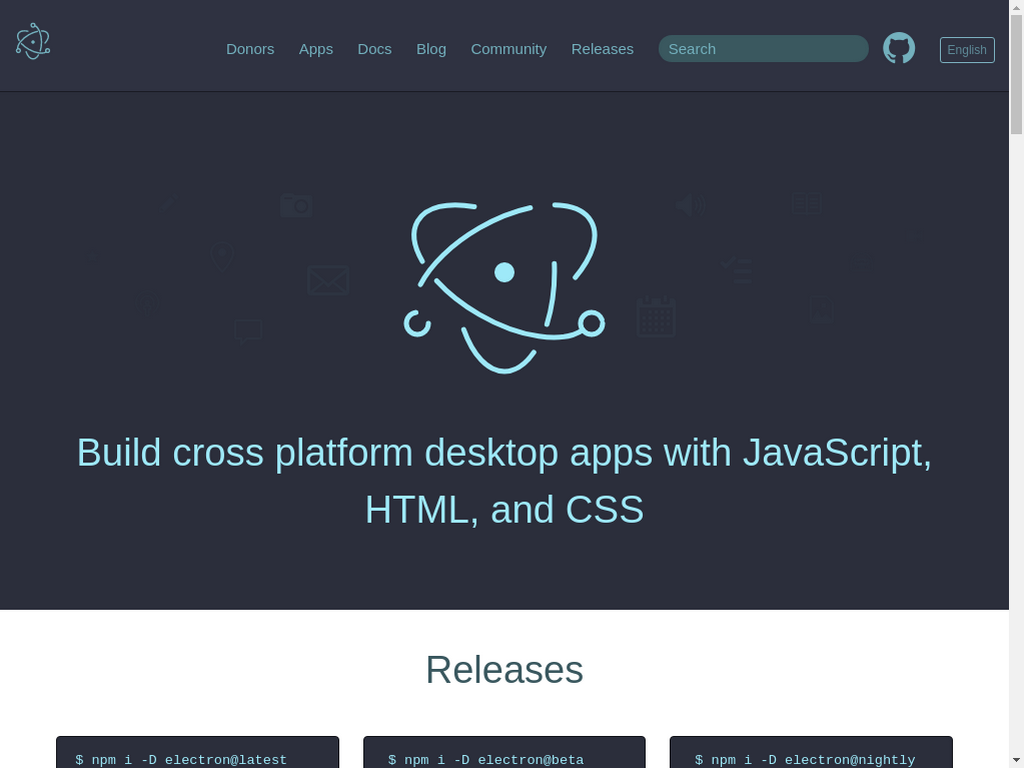 Donors Apps Docs Blog Community Releases Search English
Build cross platform desktop apps with JavaScript,
HTML, and CSS
Releases
$ npm i -D electron@latest $ npm i -D electron@beta $ npm i -D electron@nightly